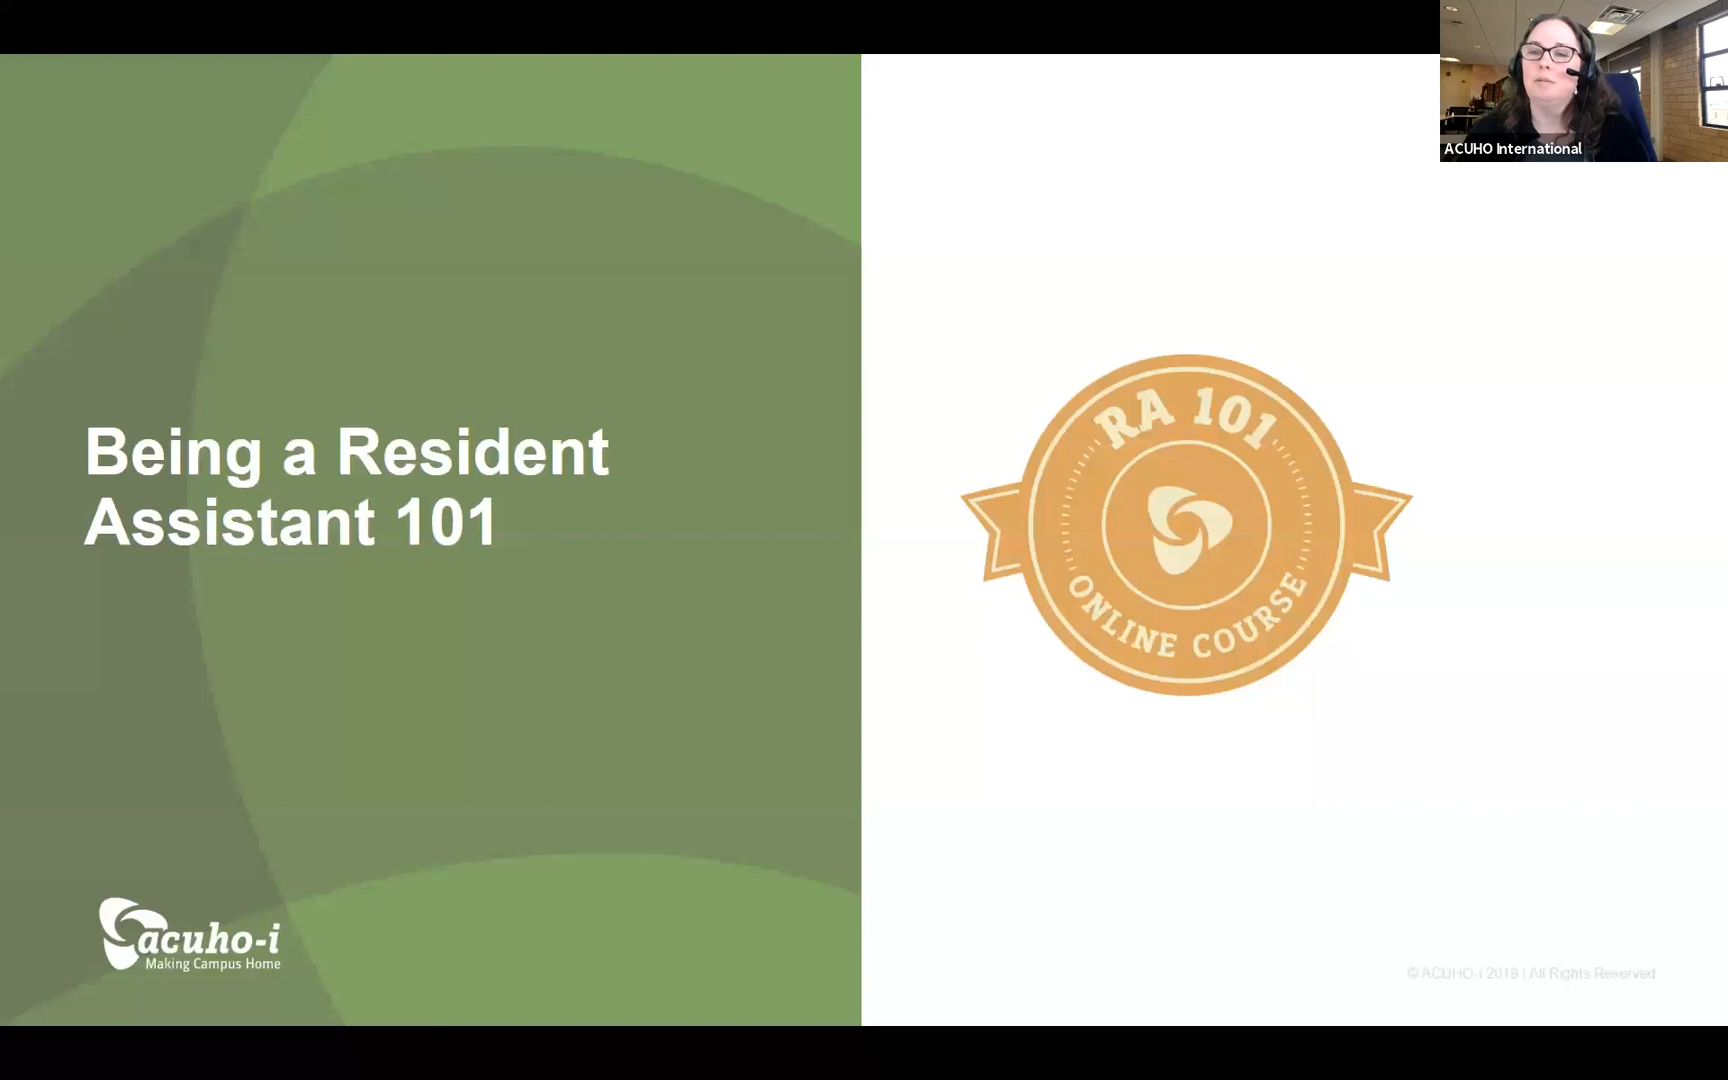 ACUHO International
Being a Resident
Assistant 101
RA 101
ONLINE COURSE
acuho-i
Making Campus Home
© ACUHO-I 2019 | All Rights Reserved